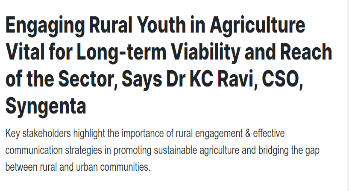 Engaging Rural Youth in Agriculture
Vital for Long-term Viability and Reach
of the Sector, Says Dr KC Ravi, CSO,
Syngenta
Key stakeholders highlight the importance of rural engagement & effective
communication strategies in promoting sustainable agriculture and bridging the gap
between rural and urban communities.